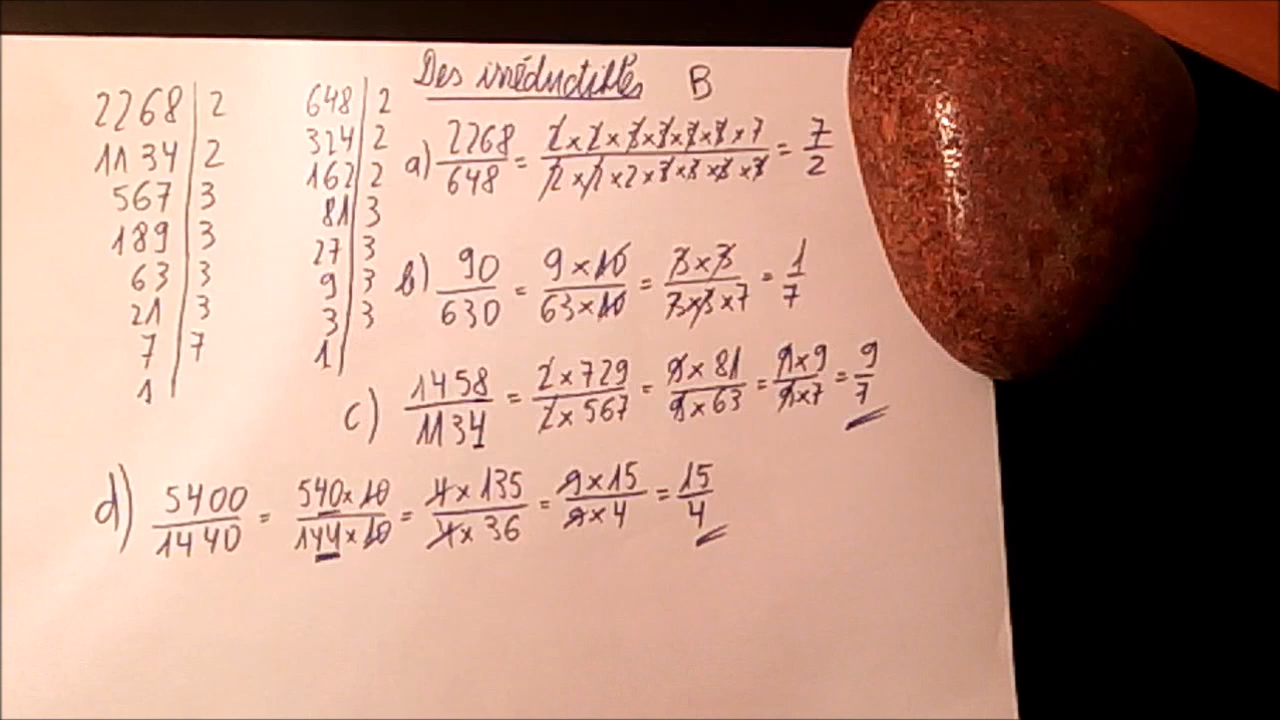 Des irréductibles B
2268 | 2
1134 | 2
567 | 3
189 | 3
63 | 3
21 | 3
7 | 7
1
648 | 2
324 | 2
162 | 2
81 | 3
27 | 3
9 | 3
3 | 3
1
a) 2268/648 = 2×2×3×3×3×3×7/2×2×2×3×3×3×3 = 7/2
b) 90/630 = 9×10/63×10 = 3×3/3×3×7 = 1/7
c) 1458/1134 = 2×729/2×567 = 9×81/9×63 = 9×9/9×7 = 9/7
d) 5400/1440 = 540×10/144×10 = 4×135/4×36 = 9×15/9×4 = 15/4